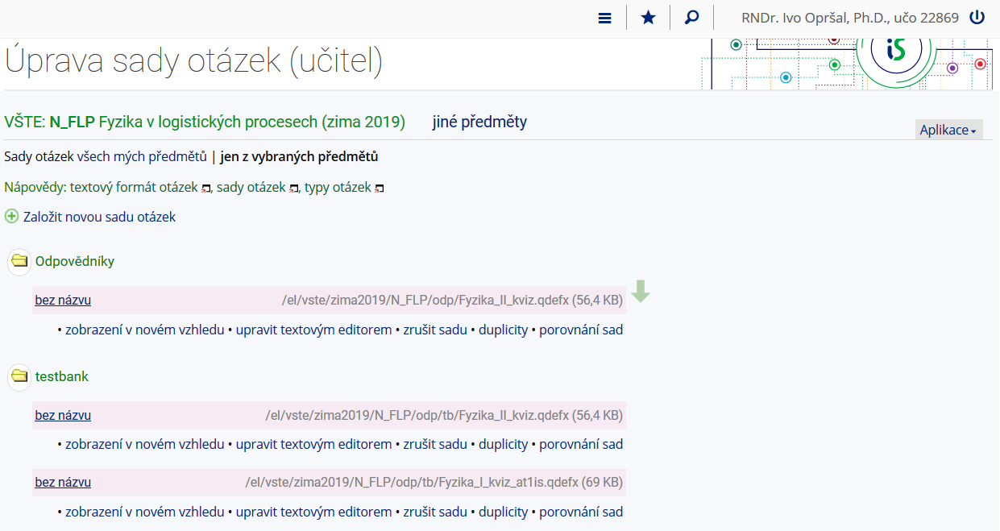 RNDr. Ivo Opršal, Ph.D., učo 22869
Úprava sady otázek (učitel)
iS
VŠTE: N_FLP Fyzika v logistických procesech (zima 2019) jiné předměty
Aplikace
Sady otázek všech mých předmětů | jen z vybraných předmětů
Nápovědy: textový formát otázek, sady otázek, typy otázek
Založit novou sadu otázek
Odpovědníky
bez názvu /el/vste/zima2019/N_FLP/odp/Fyzika_II_kviz.qdefx (56,4 KB)
• zobrazení v novém vzhledu • upravit textovým editorem • zrušit sadu • duplicity • porovnání sad
testbank
bez názvu /el/vste/zima2019/N_FLP/odp/tb/Fyzika_II_kviz.qdefx (56,4 KB)
• zobrazení v novém vzhledu • upravit textovým editorem • zrušit sadu • duplicity • porovnání sad
bez názvu /el/vste/zima2019/N_FLP/odp/tb/Fyzika_I_kviz_at1is.qdefx (69 KB)
• zobrazení v novém vzhledu • upravit textovým editorem • zrušit sadu • duplicity • porovnání sad